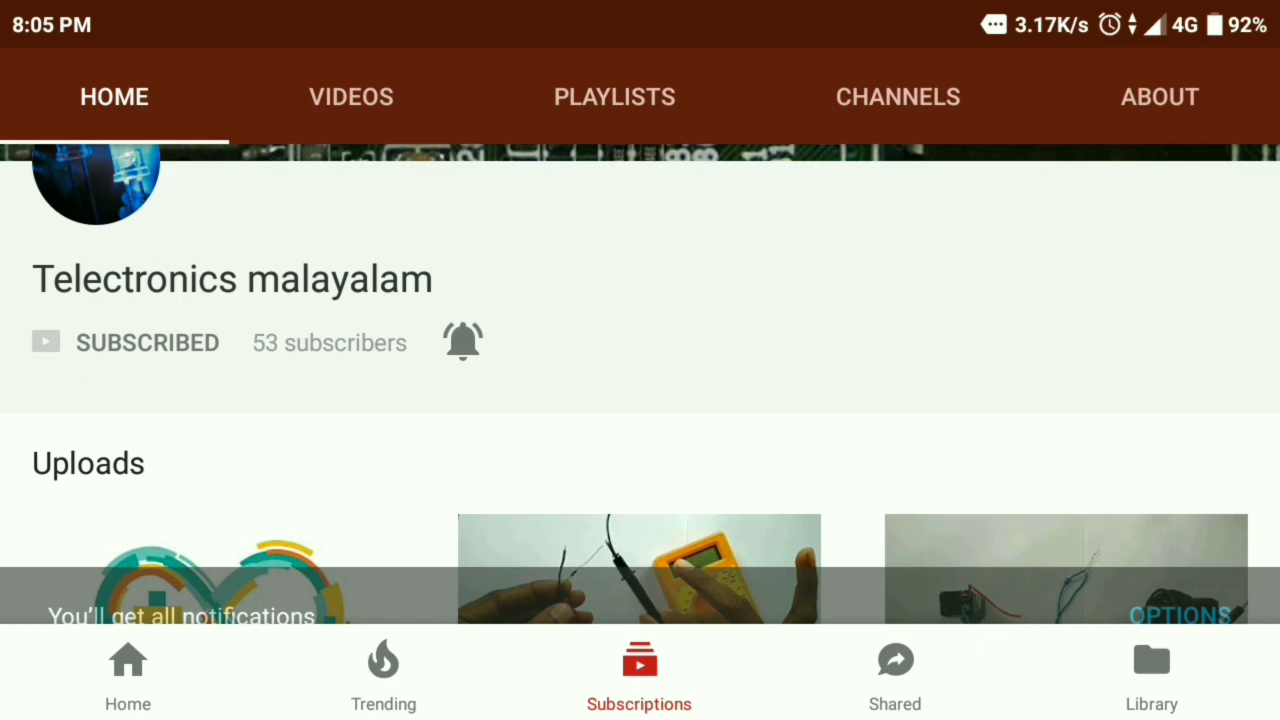 8:05 PM 3.17K/s 4G 92%
HOME VIDEOS PLAYLISTS CHANNELS ABOUT
Telectronics malayalam
SUBSCRIBED 53 subscribers
Uploads
You'll get all notifications OPTIONS
Home Trending Subscriptions Shared Library